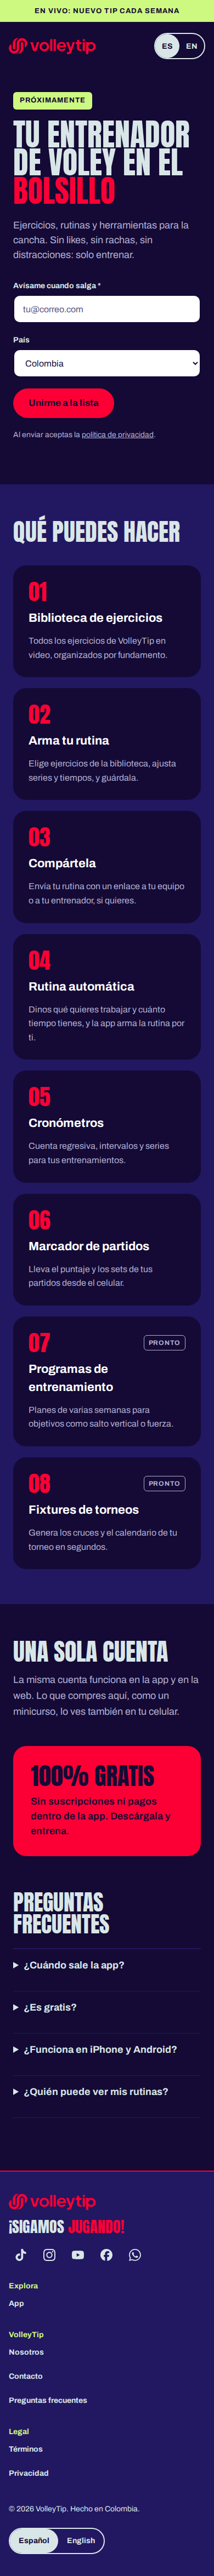 EN VIVO: NUEVO TIP CADA SEMANA
volleytip
ES EN
PRÓXIMAMENTE
TU ENTRENADOR
DE VOLEY EN EL
BOLSILLO
Ejercicios, rutinas y herramientas para la
cancha. Sin likes, sin rachas, sin
distracciones: solo entrenar.
Avísame cuando salga *
tu@correo.com
País
Colombia
Unirme a la lista
Al enviar aceptas la política de privacidad.
QUÉ PUEDES HACER
01
Biblioteca de ejercicios
Todos los ejercicios de VolleyTip en
video, organizados por fundamento.
02
Arma tu rutina
Elige ejercicios de la biblioteca, ajusta
series y tiempos, y guárdala.
03
Compártela
Envía tu rutina con un enlace a tu equipo
o a tu entrenador, si quieres.
04
Rutina automática
Dinos qué quieres trabajar y cuánto
tiempo tienes, y la app arma la rutina por
ti.
05
Cronómetros
Cuenta regresiva, intervalos y series
para tus entrenamientos.
06
Marcador de partidos
Lleva el puntaje y los sets de tus
partidos desde el celular.
07 PRONTO
Programas de
entrenamiento
Planes de varias semanas para
objetivos como salto vertical o fuerza.
08 PRONTO
Fixtures de torneos
Genera los cruces y el calendario de tu
torneo en segundos.
UNA SOLA CUENTA
La misma cuenta funciona en la app y en la
web. Lo que compres aquí, como un
minicurso, lo ves también en tu celular.
100% GRATIS
Sin suscripciones ni pagos
dentro de la app. Descárgala y
entrena.
PREGUNTAS
FRECUENTES
¿Cuándo sale la app?
¿Es gratis?
¿Funciona en iPhone y Android?
¿Quién puede ver mis rutinas?
volleytip
¡SIGAMOS JUGANDO!
Explora
App
VolleyTip
Nosotros
Contacto
Preguntas frecuentes
Legal
Términos
Privacidad
© 2026 VolleyTip. Hecho en Colombia.
Español English